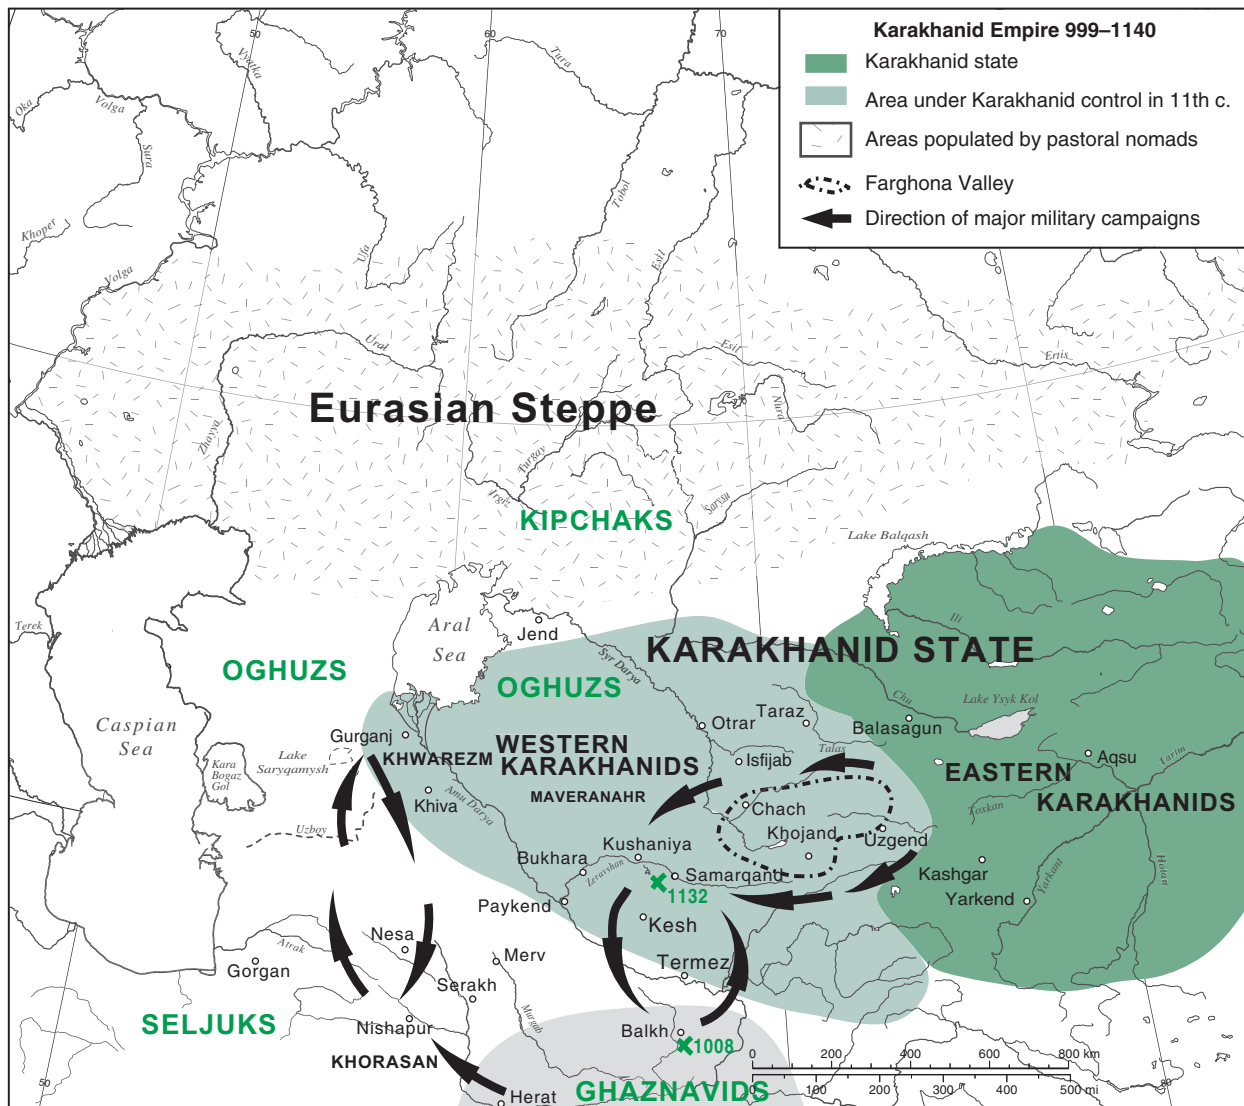 Karakhanid Empire 999–1140
Karakhanid state
Area under Karakhanid control in 11th c.
Areas populated by pastoral nomads
Farghona Valley
Direction of major military campaigns
50
60
70
Oka
Volga
Vyatka
Sura
Tura
Khoper
Volga
Ufa
Tobol
Esil
Ural
Esil
Ertis
Eurasian Steppe
Nura
Zhayya
Turgay
Irgiz
Sarysu
KIPCHAKS
Lake Balqash
Terek
Aral
Sea
Jend
Ili
Syr Darya
KARAKHANID STATE
OGHUZS
OGHUZS
Chu
Lake Ysyk Kol
Caspian
Sea
Otrar
Taraz
Balasagun
Gurganj
Lake
Saryqamysh
KHWAREZM
WESTERN
KARAKHANIDS
Talas
Isfijab
Aqsu
Tarim
Kara
Bogaz
Gol
EASTERN
KARAKHANIDS
Khiva
Amu Darya
MAVERANAHR
Chach
Toxkan
Uzboy
Khojand
Uzgend
Bukhara
Kushaniya
Zeravshan
Samarqand
Kashgar
Yarkant
Hotan
1132
Yarkend
Paykend
Kesh
Nesa
Atrak
Gorgan
Merv
Termez
Serakh
Murgab
SELJUKS
Nishapur
Balkh
1008
KHORASAN
0
200
400
600
800 km
0
100
200
300
400
500 mi
50
80
GHAZNAVIDS
Herat